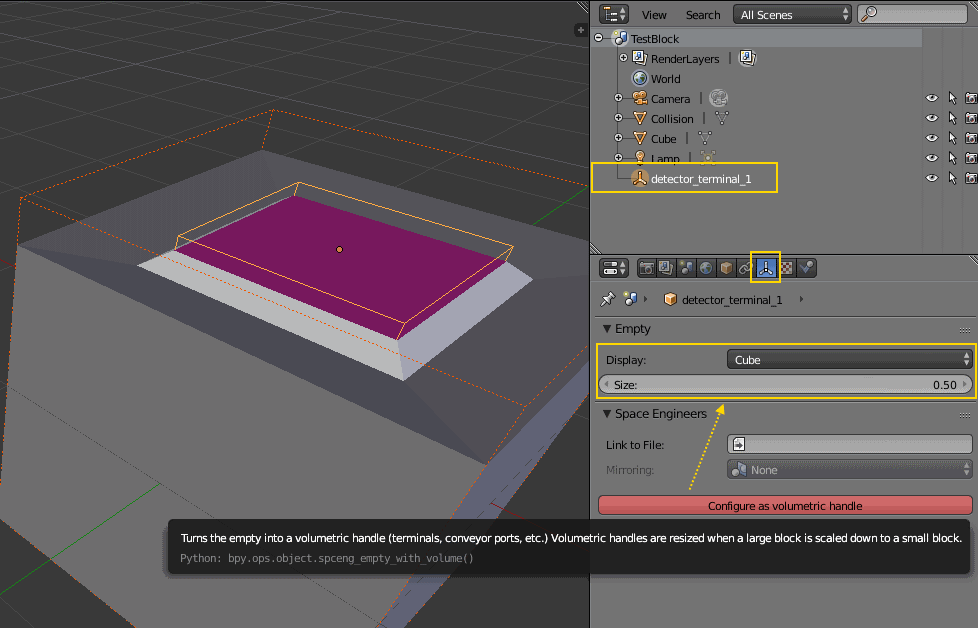 View Search All Scenes
TestBlock
RenderLayers
World
Camera
Collision
Cube
Lamp
detector_terminal_1
detector_terminal_1
Empty
Display: Cube
Size: 0.50
Space Engineers
Link to File:
Mirroring: None
Configure as volumetric handle
Turns the empty into a volumetric handle (terminals, conveyor ports, etc.) Volumetric handles are resized when a large block is scaled down to a small block.
Python: bpy.ops.object.spceng_empty_with_volume()